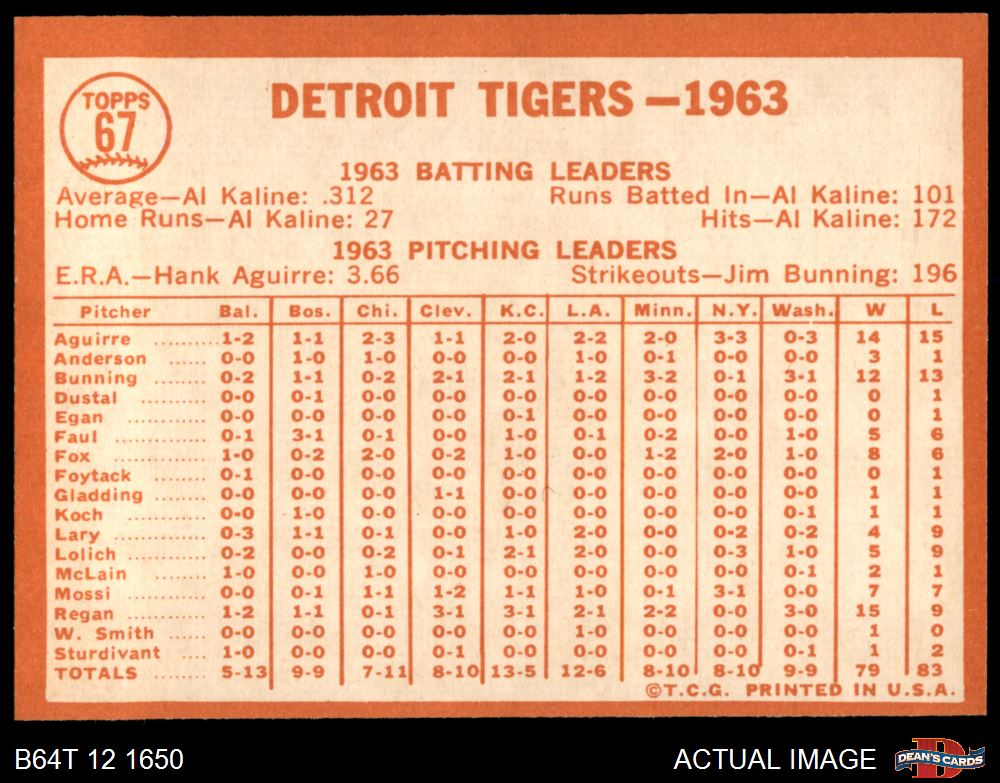 TOPPS
67
DETROIT TIGERS—1963
1963 BATTING LEADERS
Average—Al Kaline: .312 Runs Batted In—Al Kaline: 101
Home Runs—Al Kaline: 27 Hits—Al Kaline: 172
1963 PITCHING LEADERS
E.R.A.—Hank Aguirre: 3.66 Strikeouts—Jim Bunning: 196
Pitcher Bal. Bos. Chi. Clev. K.C. L.A. Minn. N.Y. Wash. W L
Aguirre ......... 1-2 1-1 2-3 1-1 2-0 2-2 2-0 3-3 0-3 14 15
Anderson ...... 0-0 1-0 1-0 0-0 0-0 1-0 0-1 0-0 0-0 3 1
Bunning ........ 0-2 1-1 0-2 2-1 2-1 1-2 3-2 0-1 3-1 12 13
Dustal .......... 0-0 0-1 0-0 0-0 0-0 0-0 0-0 0-0 0-0 0 1
Egan ............ 0-0 0-0 0-0 0-0 0-1 0-0 0-0 0-0 0-0 0 1
Faul ............. 0-1 3-1 0-1 0-0 1-0 0-1 0-2 0-0 1-0 5 6
Fox .............. 1-0 0-2 2-0 0-2 1-0 0-0 1-2 2-0 1-0 8 6
Foytack ........ 0-1 0-0 0-0 0-0 0-0 0-0 0-0 0-0 0-0 0 1
Gladding ....... 0-0 0-0 0-0 1-1 0-0 0-0 0-0 0-0 0-0 1 1
Koch ............ 0-0 1-0 0-0 0-0 0-0 0-0 0-0 0-0 0-1 1 1
Lary ............. 0-3 1-1 0-1 0-0 1-0 2-0 0-0 0-2 0-2 4 9
Lolich ........... 0-2 0-0 0-2 0-1 2-1 2-0 0-0 0-3 1-0 5 9
McLain ........ 1-0 0-0 1-0 0-0 0-0 0-0 0-0 0-0 0-1 2 1
Mossi ........... 0-0 0-1 1-1 1-2 1-1 1-0 0-1 3-1 0-0 7 7
Regan .......... 1-2 1-1 0-1 3-1 3-1 2-1 2-2 0-0 3-0 15 9
W. Smith ...... 0-0 0-0 0-0 0-0 0-0 1-0 0-0 0-0 0-0 1 0
Sturdivant .... 1-0 0-0 0-0 0-1 0-0 0-0 0-0 0-0 0-1 1 2
TOTALS ....... 5-13 9-9 7-11 8-10 13-5 12-6 8-10 8-10 9-9 79 83
©T.C.G. PRINTED IN U.S.A.
B64T 12 1650 ACTUAL IMAGE
D
DEAN'S CARDS